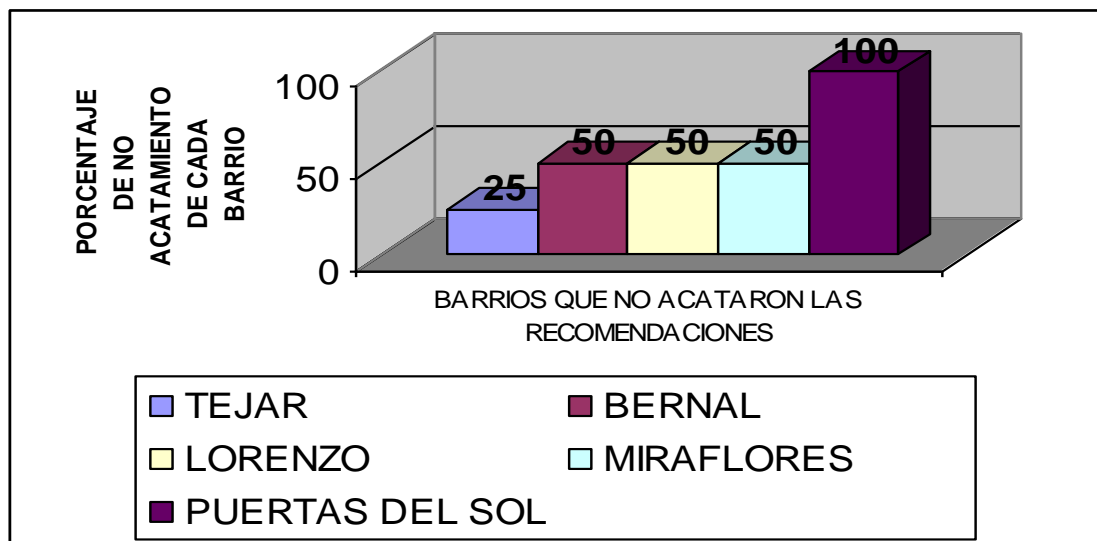 PORCENTAJE
DE NO
ACATAMIENTO
DE CADA
BARRIO
100
50
0
25
50
50
50
100
BARRIOS QUE NO ACATARON LAS
RECOMENDACIONES
TEJAR
BERNAL
LORENZO
MIRAFLORES
PUERTAS DEL SOL